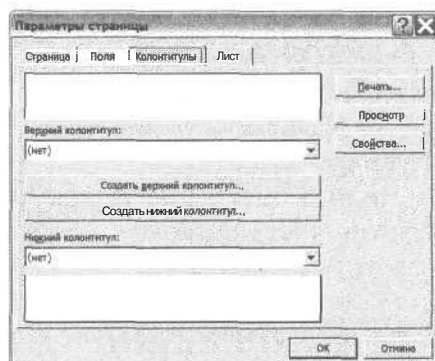 Параметры страницы
Страница Поля Колонтитулы Лист
Печать...
Просмотр
Свойства...
Верхний колонтитул:
(нет)
Создать верхний колонтитул...
Создать нижний колонтитул...
Нижний колонтитул:
(нет)
OK Отмена